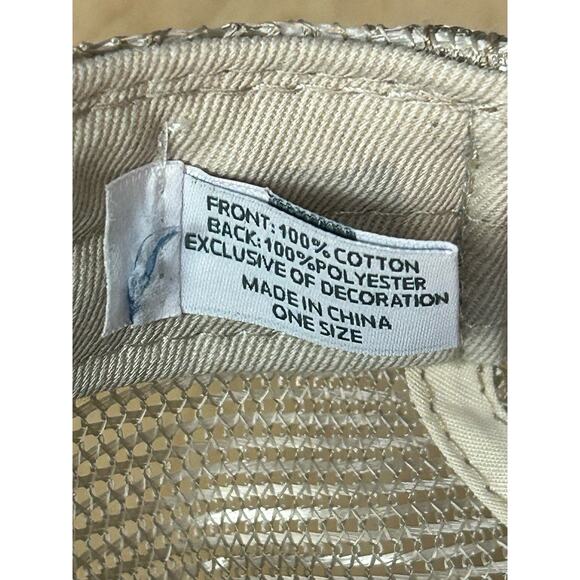 FRONT: 100% COTTON
BACK: 100%POLYESTER
EXCLUSIVE OF DECORATION
MADE IN CHINA
ONE SIZE